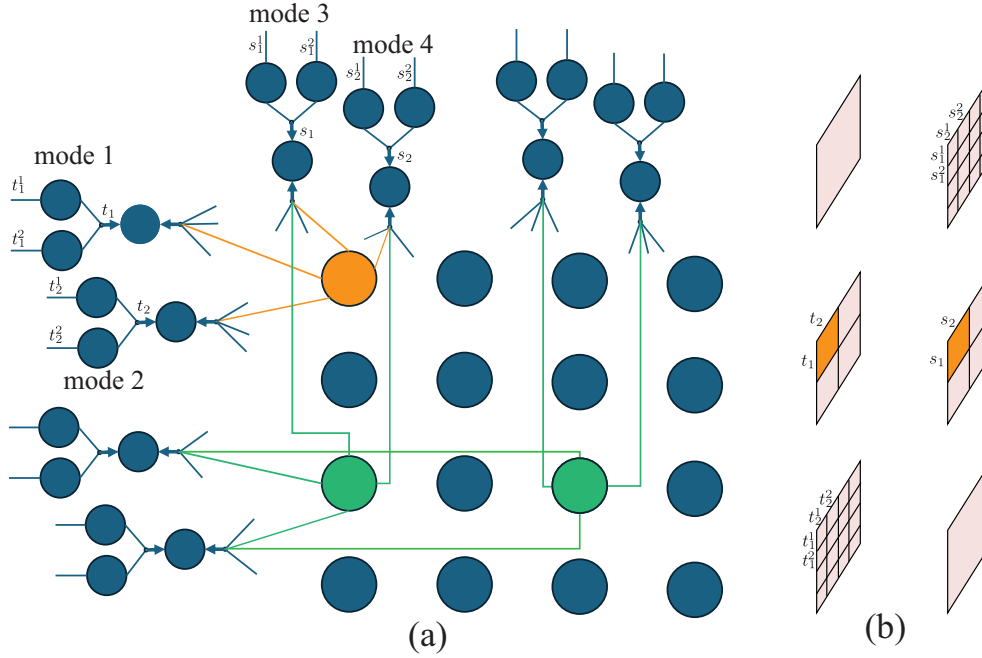 mode 3
s_1^1 s_1^2 mode 4
s_2^1 s_2^2
s_1
s_2
mode 1
t_1^1
t_1
t_1^2
t_2^1
t_2
t_2^2
mode 2
(a)
s_2^2
s_2^1
s_1^1
s_1^2
t_2
t_1
s_2
s_1
t_2^2
t_2^1
t_1^1
t_1^2
(b)